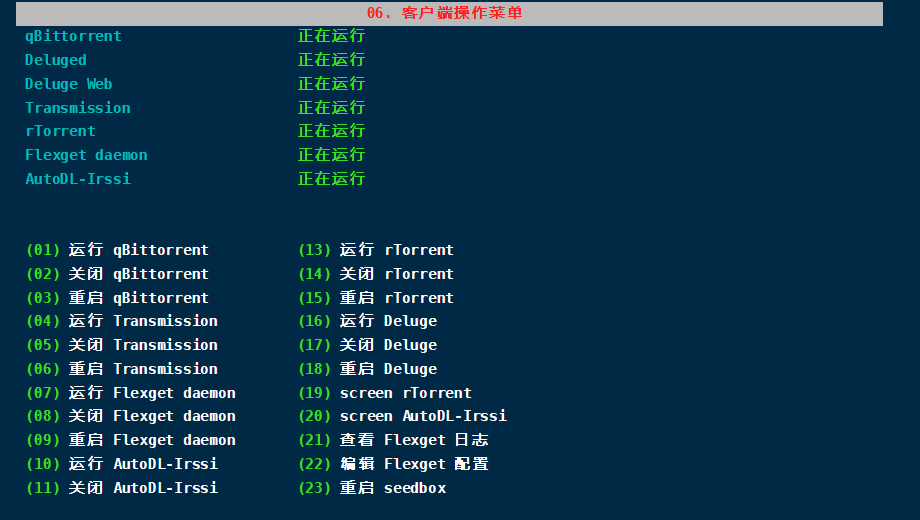 06. 客户端操作菜单
qBittorrent 正在运行
Deluged 正在运行
Deluge Web 正在运行
Transmission 正在运行
rTorrent 正在运行
Flexget daemon 正在运行
AutoDL-Irssi 正在运行
(01) 运行 qBittorrent (13) 运行 rTorrent
(02) 关闭 qBittorrent (14) 关闭 rTorrent
(03) 重启 qBittorrent (15) 重启 rTorrent
(04) 运行 Transmission (16) 运行 Deluge
(05) 关闭 Transmission (17) 关闭 Deluge
(06) 重启 Transmission (18) 重启 Deluge
(07) 运行 Flexget daemon (19) screen rTorrent
(08) 关闭 Flexget daemon (20) screen AutoDL-Irssi
(09) 重启 Flexget daemon (21) 查看 Flexget 日志
(10) 运行 AutoDL-Irssi (22) 编辑 Flexget 配置
(11) 关闭 AutoDL-Irssi (23) 重启 seedbox